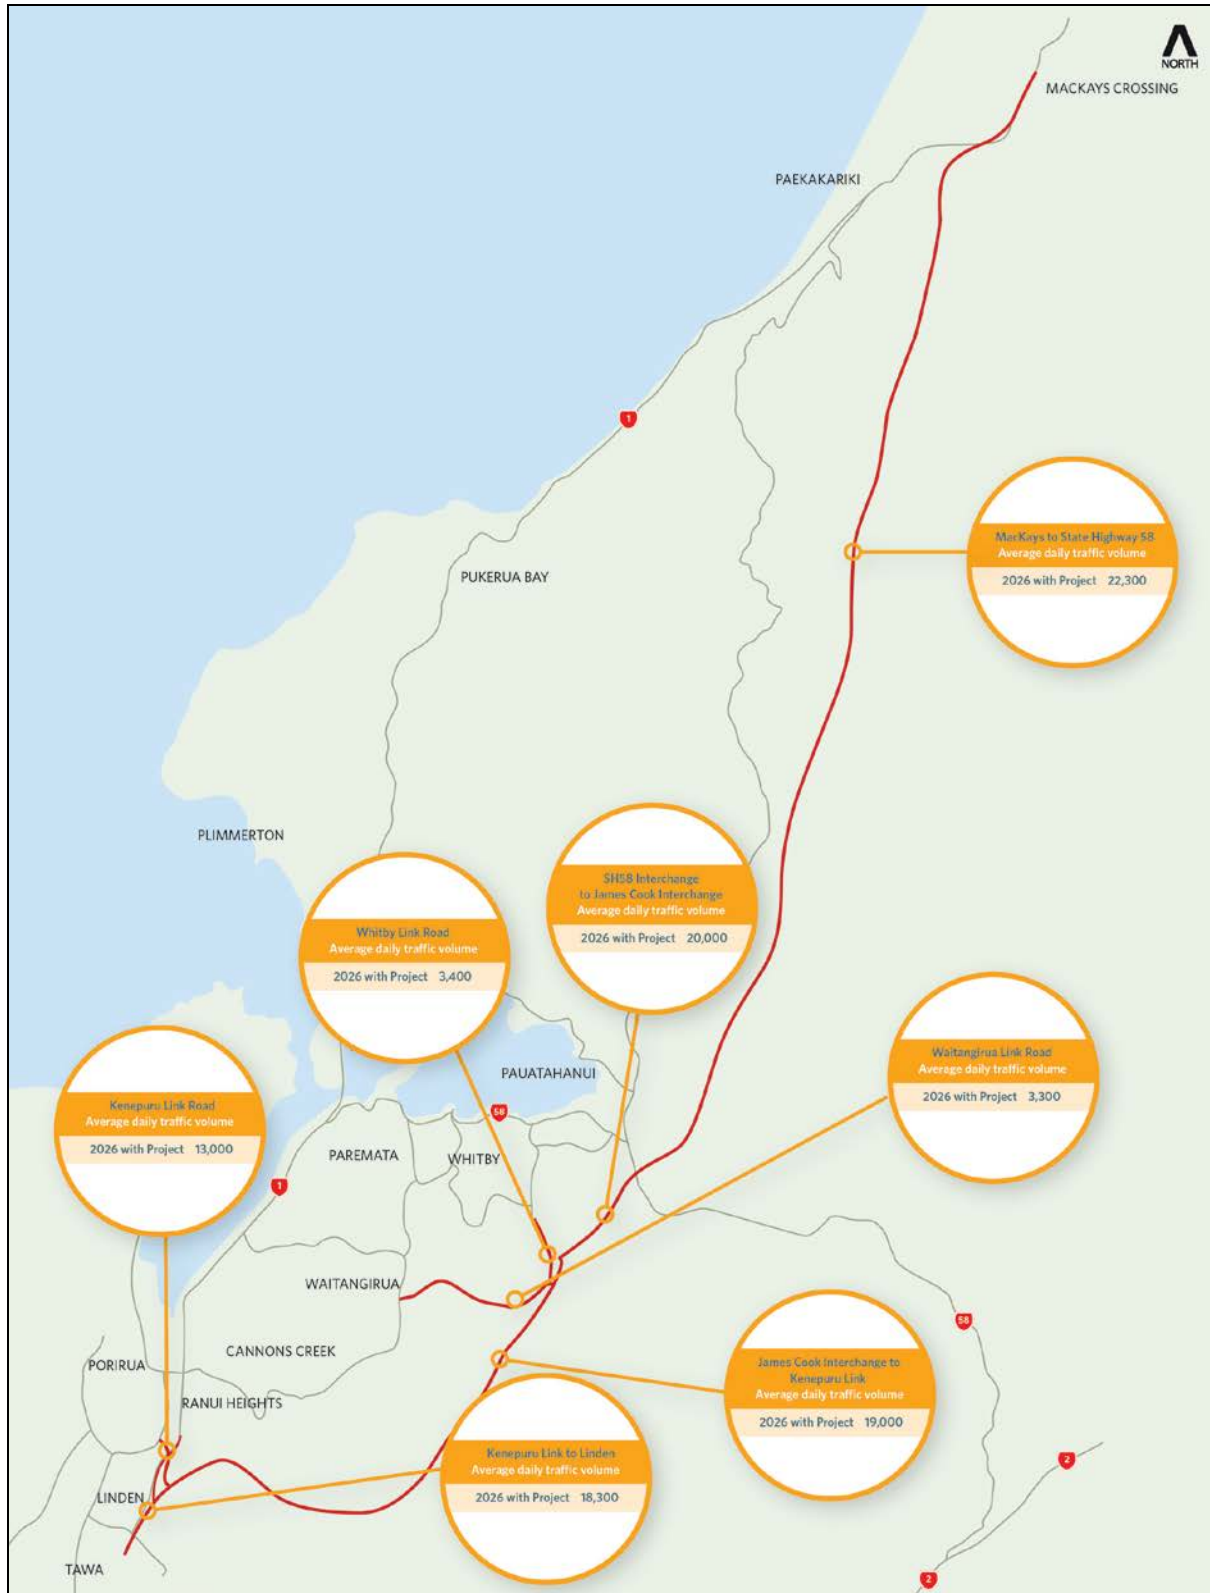 NORTH
MACKAYS CROSSING
PAEKAKARIKI
1
MacKays to State Highway 58
Average daily traffic volume
2026 with Project 22,300
PUKERUA BAY
PLIMMERTON
SH58 Interchange
to James Cook Interchange
Average daily traffic volume
2026 with Project 20,000
Whitby Link Road
Average daily traffic volume
2026 with Project 3,400
Waitangirua Link Road
Average daily traffic volume
2026 with Project 3,300
PAUATAHANUI
58
Kenepuru Link Road
Average daily traffic volume
2026 with Project 13,000
PAREMATA
WHITBY
1
WAITANGIRUA
58
CANNONS CREEK
PORIRUA
RANUI HEIGHTS
James Cook Interchange to
Kenepuru Link
Average daily traffic volume
2026 with Project 19,000
Kenepuru Link to Linden
Average daily traffic volume
2026 with Project 18,300
2
LINDEN
TAWA
2